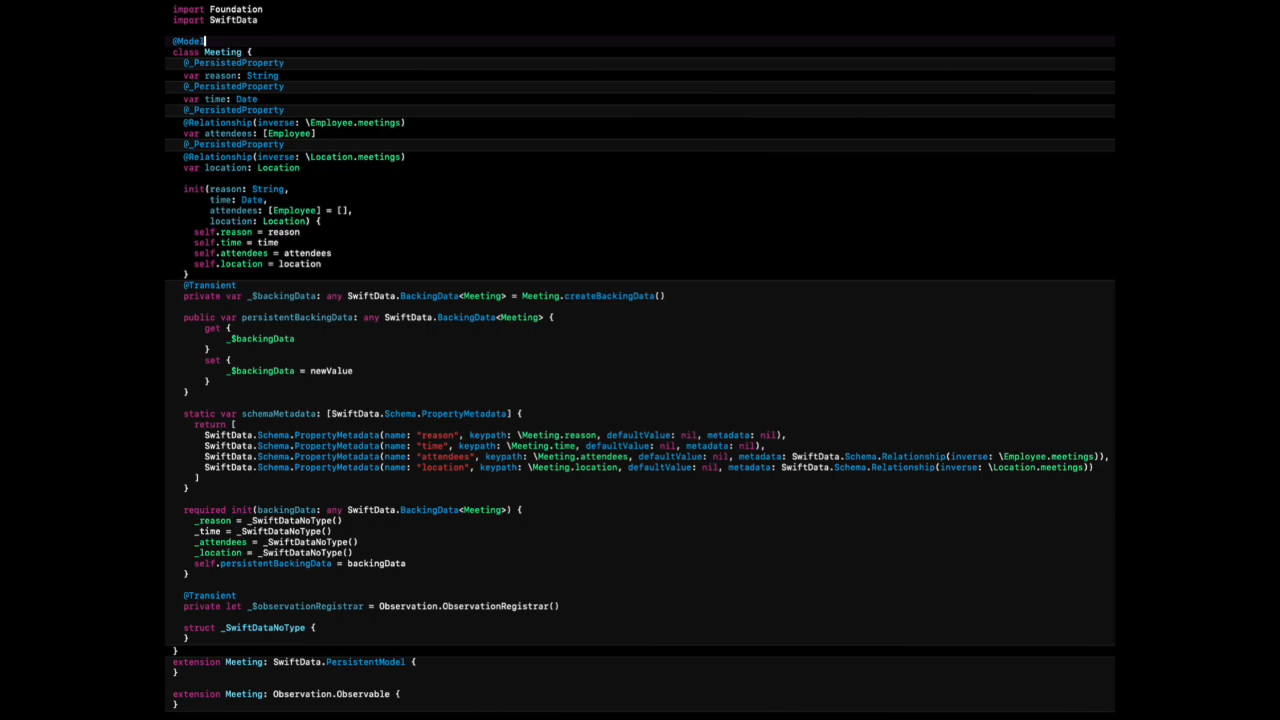 import Foundation
import SwiftData
@Model
class Meeting {
@_PersistedProperty
var reason: String
@_PersistedProperty
var time: Date
@_PersistedProperty
@Relationship(inverse: \Employee.meetings)
var attendees: [Employee]
@_PersistedProperty
@Relationship(inverse: \Location.meetings)
var location: Location
init(reason: String,
time: Date,
attendees: [Employee] = [],
location: Location) {
self.reason = reason
self.time = time
self.attendees = attendees
self.location = location
}
@Transient
private var _$backingData: any SwiftData.BackingData<Meeting> = Meeting.createBackingData()
public var persistentBackingData: any SwiftData.BackingData<Meeting> {
get {
_$backingData
}
set {
_$backingData = newValue
}
}
static var schemaMetadata: [SwiftData.Schema.PropertyMetadata] {
return [
SwiftData.Schema.PropertyMetadata(name: "reason", keypath: \Meeting.reason, defaultValue: nil, metadata: nil),
SwiftData.Schema.PropertyMetadata(name: "time", keypath: \Meeting.time, defaultValue: nil, metadata: nil),
SwiftData.Schema.PropertyMetadata(name: "attendees", keypath: \Meeting.attendees, defaultValue: nil, metadata: SwiftData.Schema.Relationship(inverse: \Employee.meetings)),
SwiftData.Schema.PropertyMetadata(name: "location", keypath: \Meeting.location, defaultValue: nil, metadata: SwiftData.Schema.Relationship(inverse: \Location.meetings))
]
}
required init(backingData: any SwiftData.BackingData<Meeting>) {
_reason = _SwiftDataNoType()
_time = _SwiftDataNoType()
_attendees = _SwiftDataNoType()
_location = _SwiftDataNoType()
self.persistentBackingData = backingData
}
@Transient
private let _$observationRegistrar = Observation.ObservationRegistrar()
struct _SwiftDataNoType {
}
}
extension Meeting: SwiftData.PersistentModel {
}
extension Meeting: Observation.Observable {
}